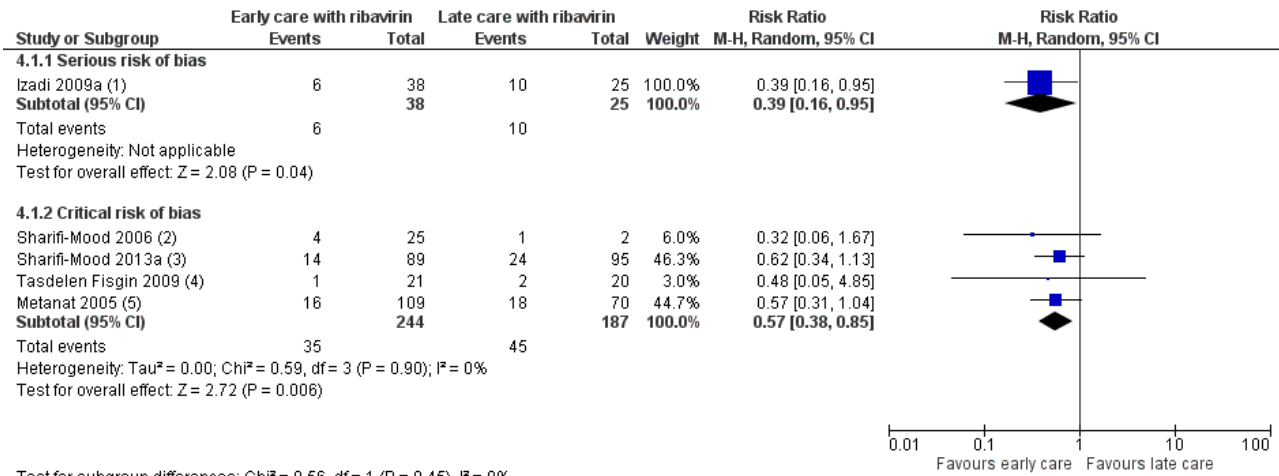 Early care with ribavirin Late care with ribavirin Risk Ratio Risk Ratio
Study or Subgroup Events Total Events Total Weight M-H, Random, 95% CI M-H, Random, 95% CI
4.1.1 Serious risk of bias
Izadi 2009a (1) 6 38 10 25 100.0% 0.39 [0.16, 0.95]
Subtotal (95% CI) 38 25 100.0% 0.39 [0.16, 0.95]
Total events 6 10
Heterogeneity: Not applicable
Test for overall effect: Z = 2.08 (P = 0.04)
4.1.2 Critical risk of bias
Sharifi-Mood 2006 (2) 4 25 1 2 6.0% 0.32 [0.06, 1.67]
Sharifi-Mood 2013a (3) 14 89 24 95 46.3% 0.62 [0.34, 1.13]
Tasdelen Fisgin 2009 (4) 1 21 2 20 3.0% 0.48 [0.05, 4.85]
Metanat 2005 (5) 16 109 18 70 44.7% 0.57 [0.31, 1.04]
Subtotal (95% CI) 244 187 100.0% 0.57 [0.38, 0.85]
Total events 35 45
Heterogeneity: Tau² = 0.00; Chi² = 0.59, df = 3 (P = 0.90); I² = 0%
Test for overall effect: Z = 2.72 (P = 0.006)
0.01 0.1 1 10 100
Favours early care Favours late care
Test for subgroup differences: Chi² = 0.56, df = 1 (P = 0.45), I² = 0%